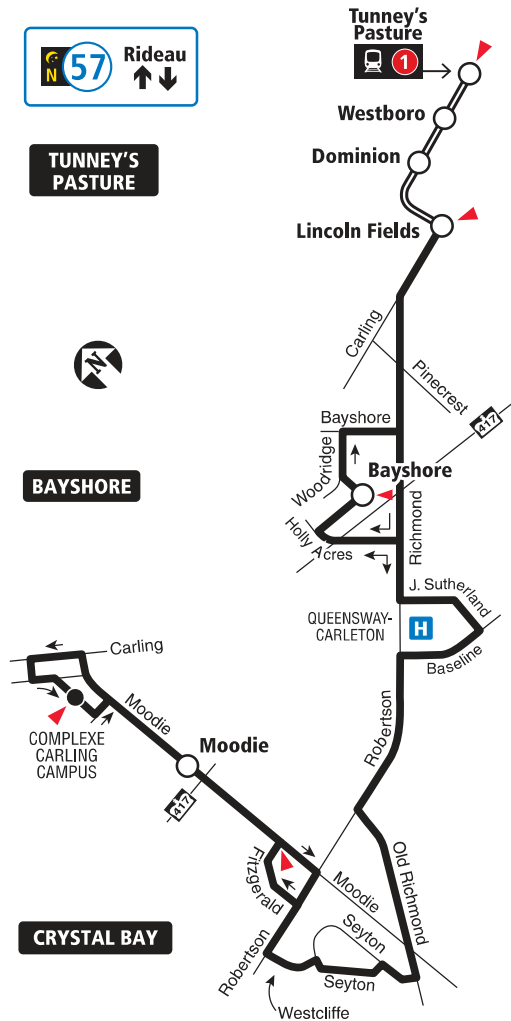 N
57
Rideau
Tunney's
Pasture
1
Westboro
Dominion
TUNNEY'S
PASTURE
Lincoln Fields
Carling
Pinecrest
N
417
Bayshore
Woodridge
Bayshore
BAYSHORE
Holly Acres
Richmond
J. Sutherland
QUEENSWAY-
CARLETON
H
Baseline
Carling
Moodie
Robertson
COMPLEXE
CARLING
CAMPUS
Moodie
417
Fitzgerald
Moodie
Old Richmond
Seyton
CRYSTAL BAY
Robertson
Seyton
Westcliffe